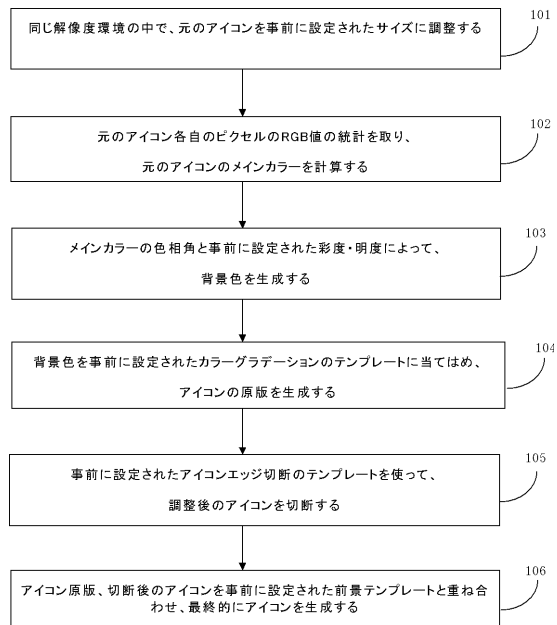 同じ解像度環境の中で、元のアイコンを事前に設定されたサイズに調整する
101
元のアイコン各自のピクセルのRGB値の統計を取り、
元のアイコンのメインカラーを計算する
102
メインカラーの色相角と事前に設定された彩度・明度によって、
背景色を生成する
103
背景色を事前に設定されたカラーグラデーションのテンプレートに当てはめ、
アイコンの原版を生成する
104
事前に設定されたアイコンエッジ切断のテンプレートを使って、
調整後のアイコンを切断する
105
アイコン原版、切断後のアイコンを事前に設定された前景テンプレートと重ね合
わせ、最終的にアイコンを生成する
106